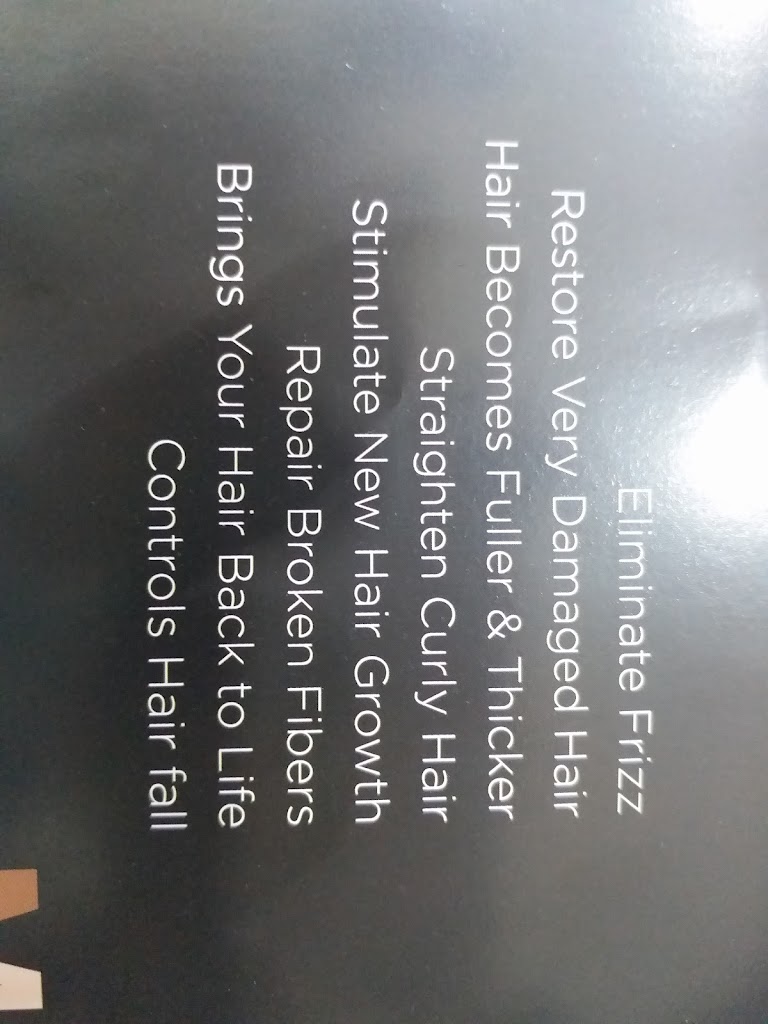 Eliminate Frizz
Restore Very Damaged Hair
Hair Becomes Fuller & Thicker
Straighten Curly Hair
Stimulate New Hair Growth
Repair Broken Fibers
Brings Your Hair Back to Life
Controls Hair fall